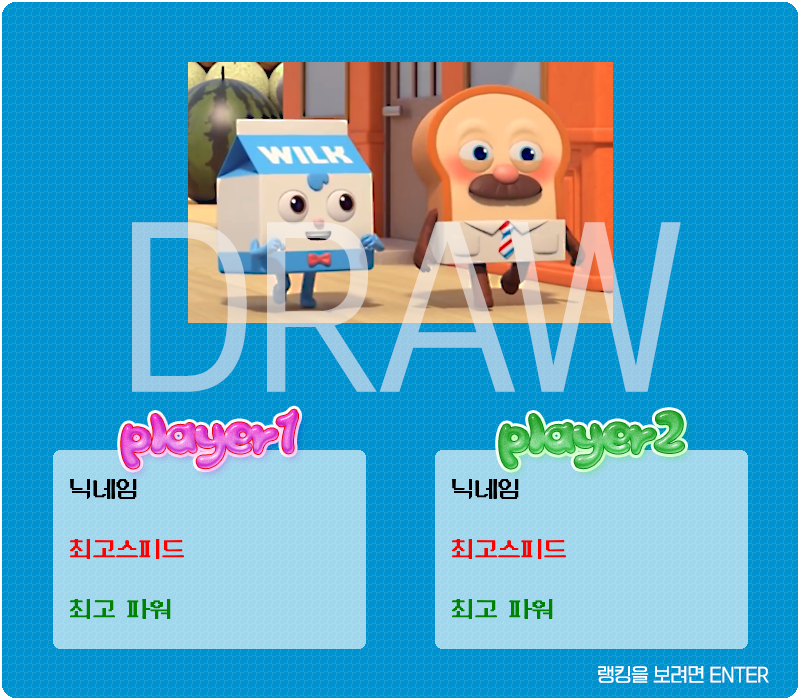 WILK
DRAW
player1
player2
닉네임
최고스피드
최고 파워
닉네임
최고스피드
최고 파워
랭킹을 보려면 ENTER